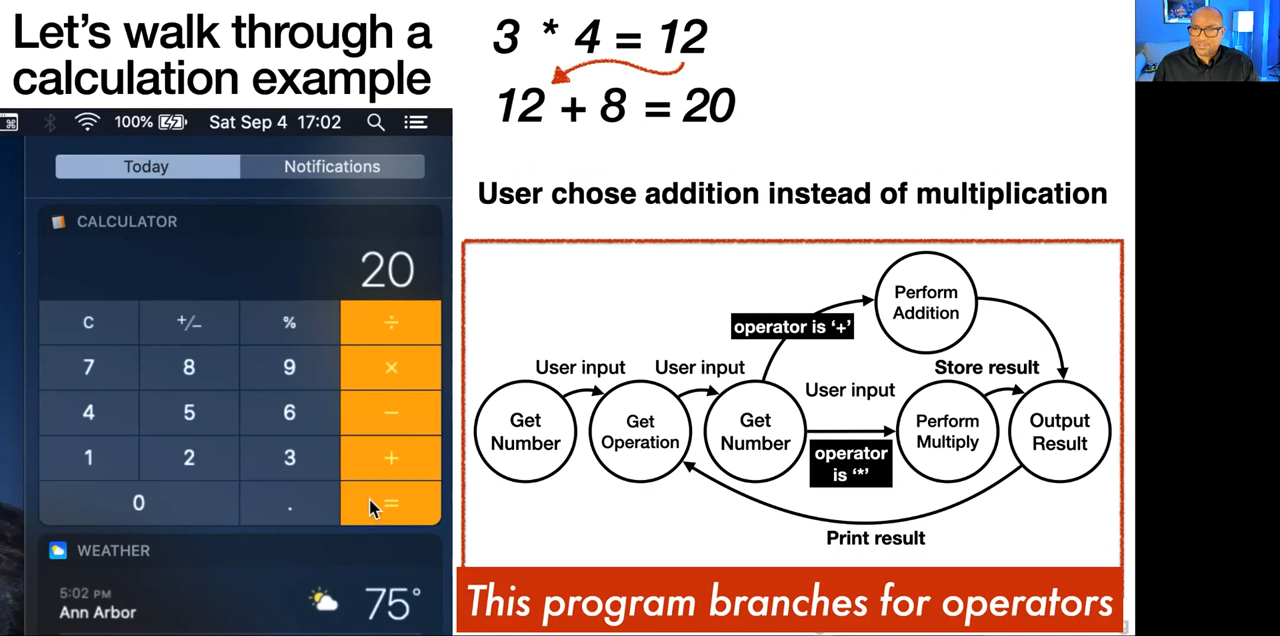 Let's walk through a
calculation example
3 * 4 = 12
12 + 8 = 20
100%
Sat Sep 4 17:02
Today
Notifications
CALCULATOR
20
C +/− % ÷
7 8 9 ×
4 5 6 −
1 2 3 +
0 . =
WEATHER
5:02 PM
Ann Arbor
75°
User chose addition instead of multiplication
Perform
Addition
operator is '+'
User input
User input
User input
Store result
Get
Number
Get
Operation
Get
Number
Perform
Multiply
Output
Result
operator
is '*'
Print result
This program branches for operators